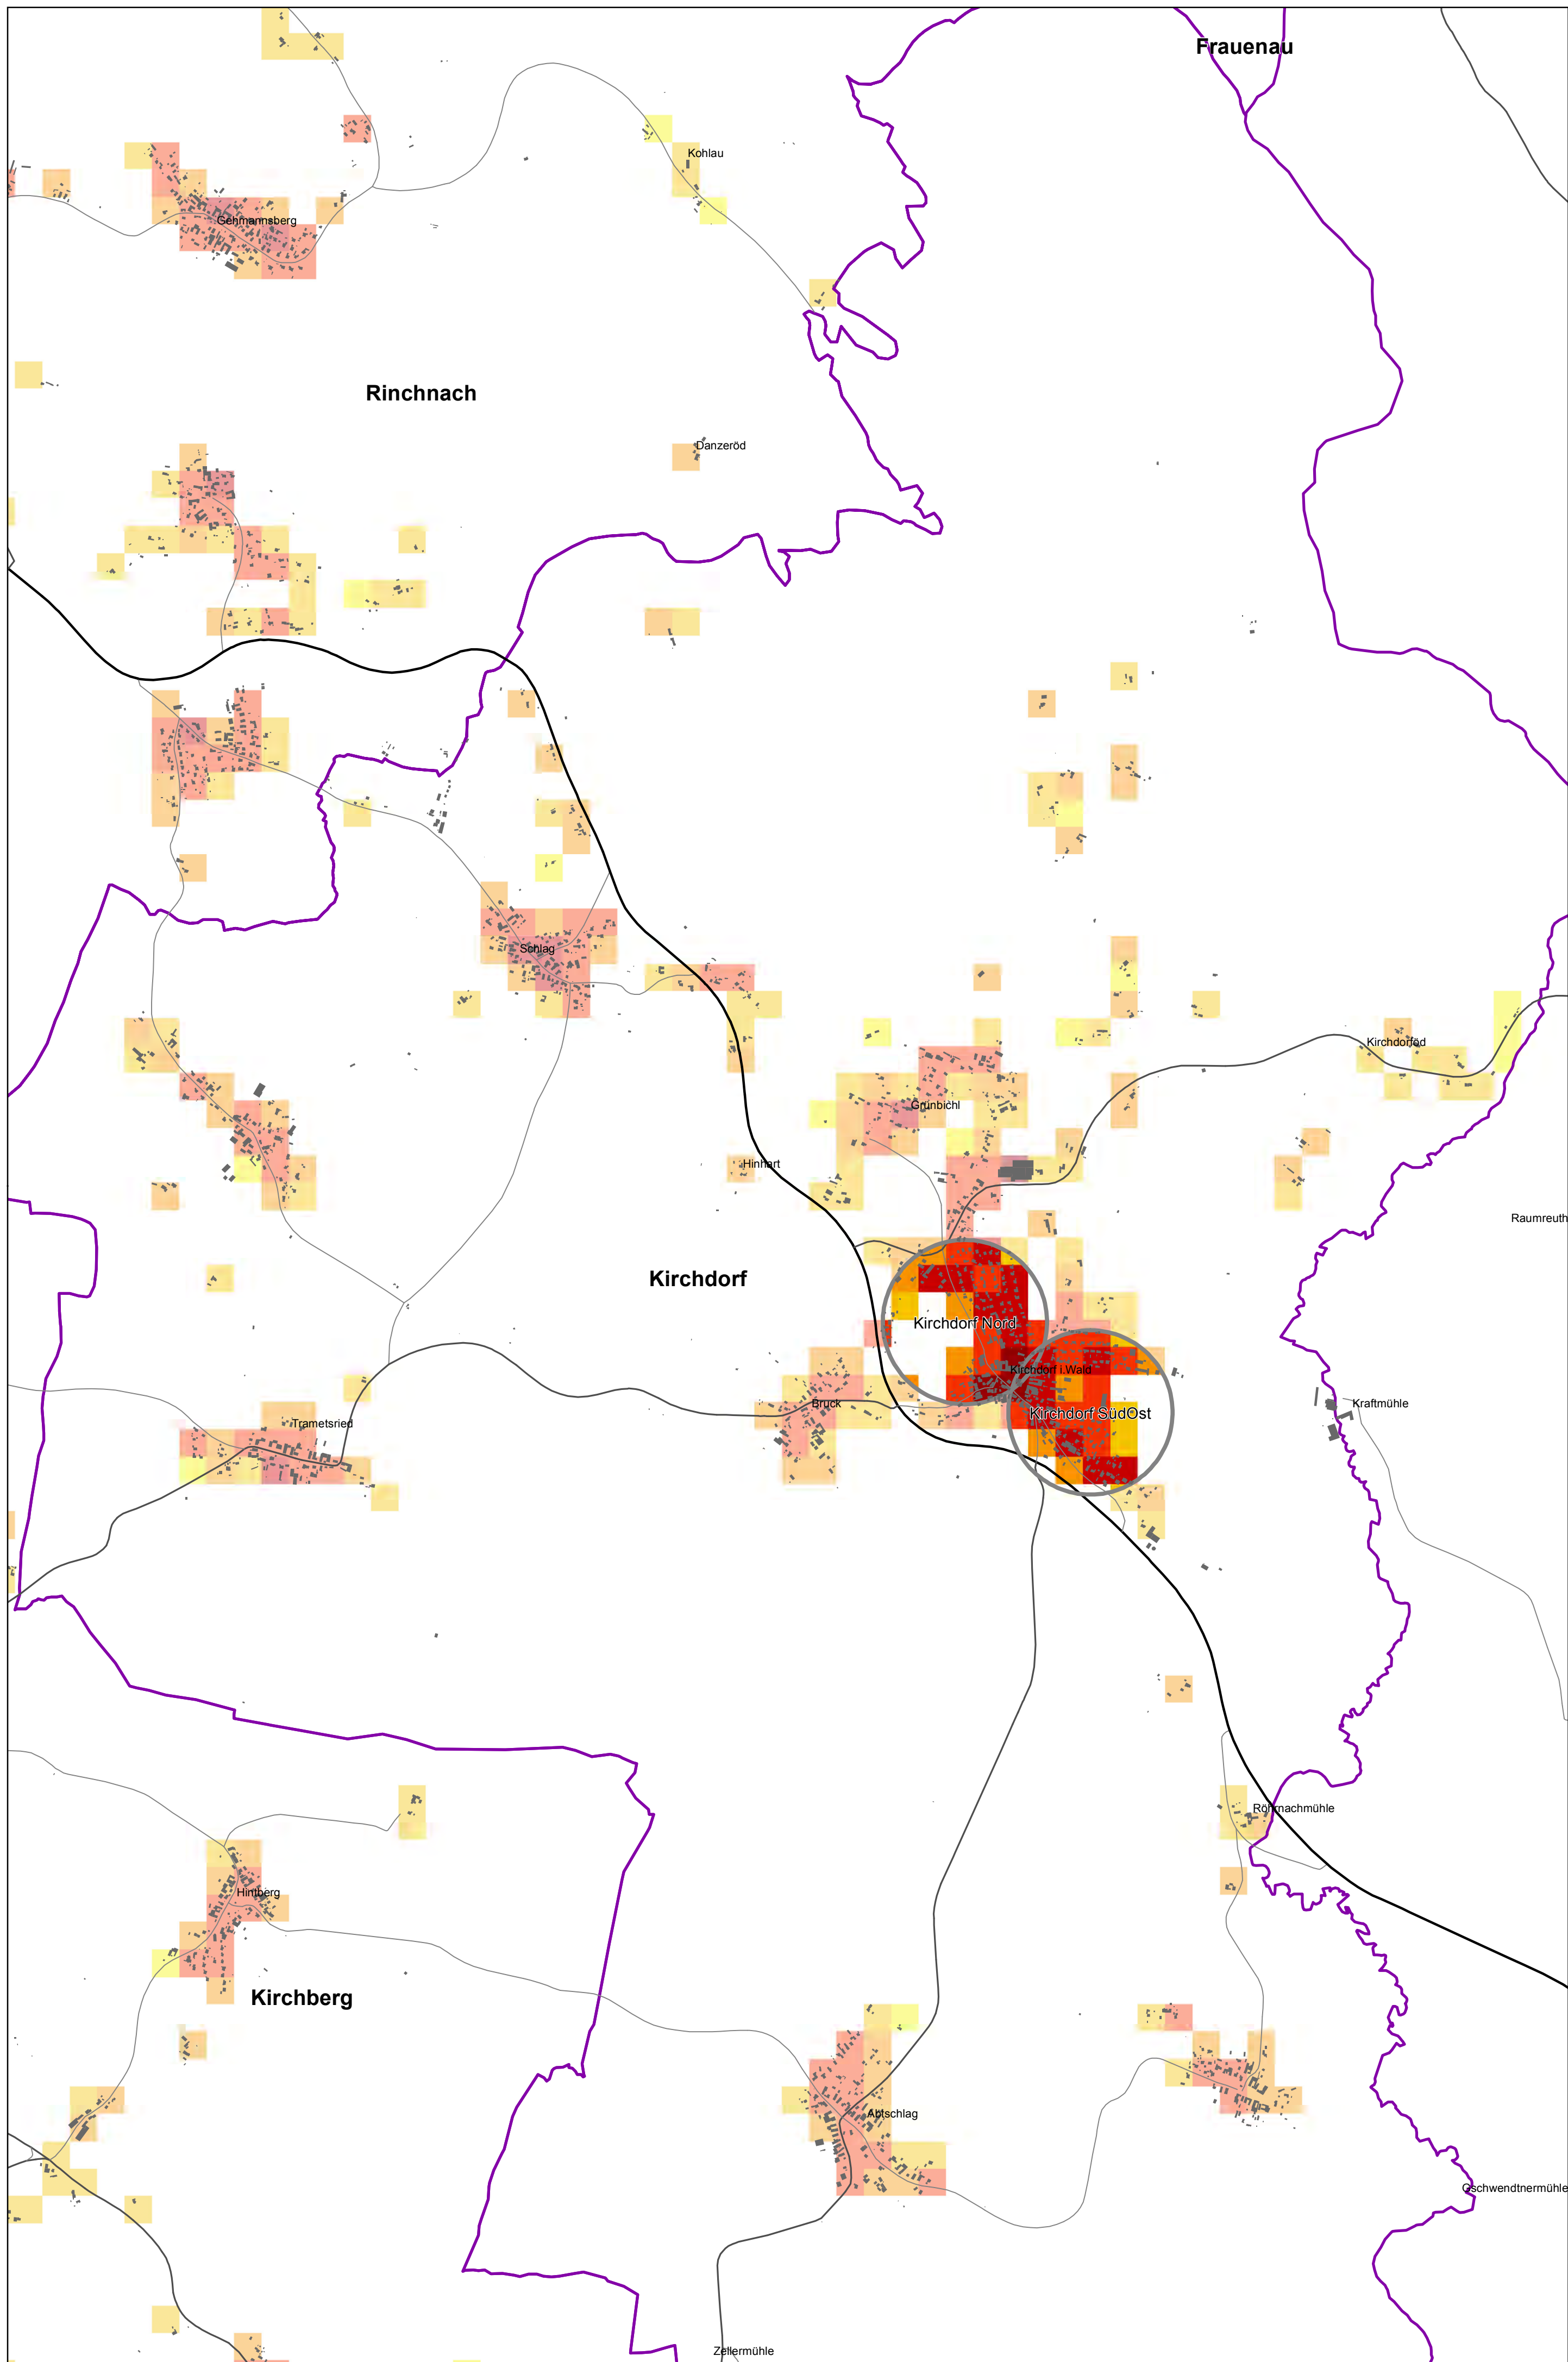 Frauenau
Kohlau
Gehmannsberg
Rinchnach
Danzeröd
Schlag
Kirchdorföd
Grünbichl
Hinhart
Raumreuth
Kirchdorf
Kirchdorf Nord
Kirchdorf i.Wald
Bruck
Kirchdorf SüdOst
Kraftmühle
Trametsried
Röhrnachmühle
Hintberg
Kirchberg
Abtschlag
Gschwendtnermühle
Zellermühle